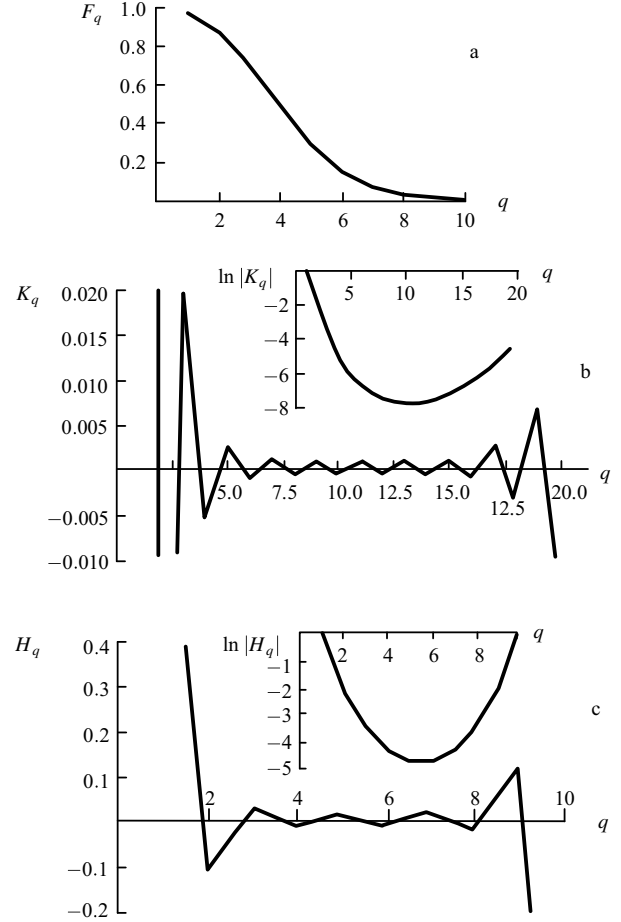 F_q 1.0
0.8
0.6
0.4
0.2
a
2 4 6 8 10 q
K_q 0.020
0.015
0.010
0.005
−0.005
−0.010
ln |K_q|
5 10 15 20 q
−2
−4
−6
−8
b
5.0 7.5 10.0 12.5 15.0 12.5 20.0 q
H_q 0.4
0.3
0.2
0.1
−0.1
−0.2
ln |H_q|
2 4 6 8 q
−1
−2
−3
−4
−5
c
2 4 6 8 10 q